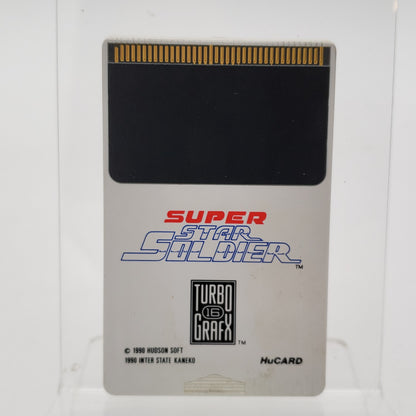 SUPER
STAR
SOLDIER
TM
TURBO
16
GRAFX
TM
© 1990 HUDSON SOFT
1990 INTER STATE KANEKO
HuCARD